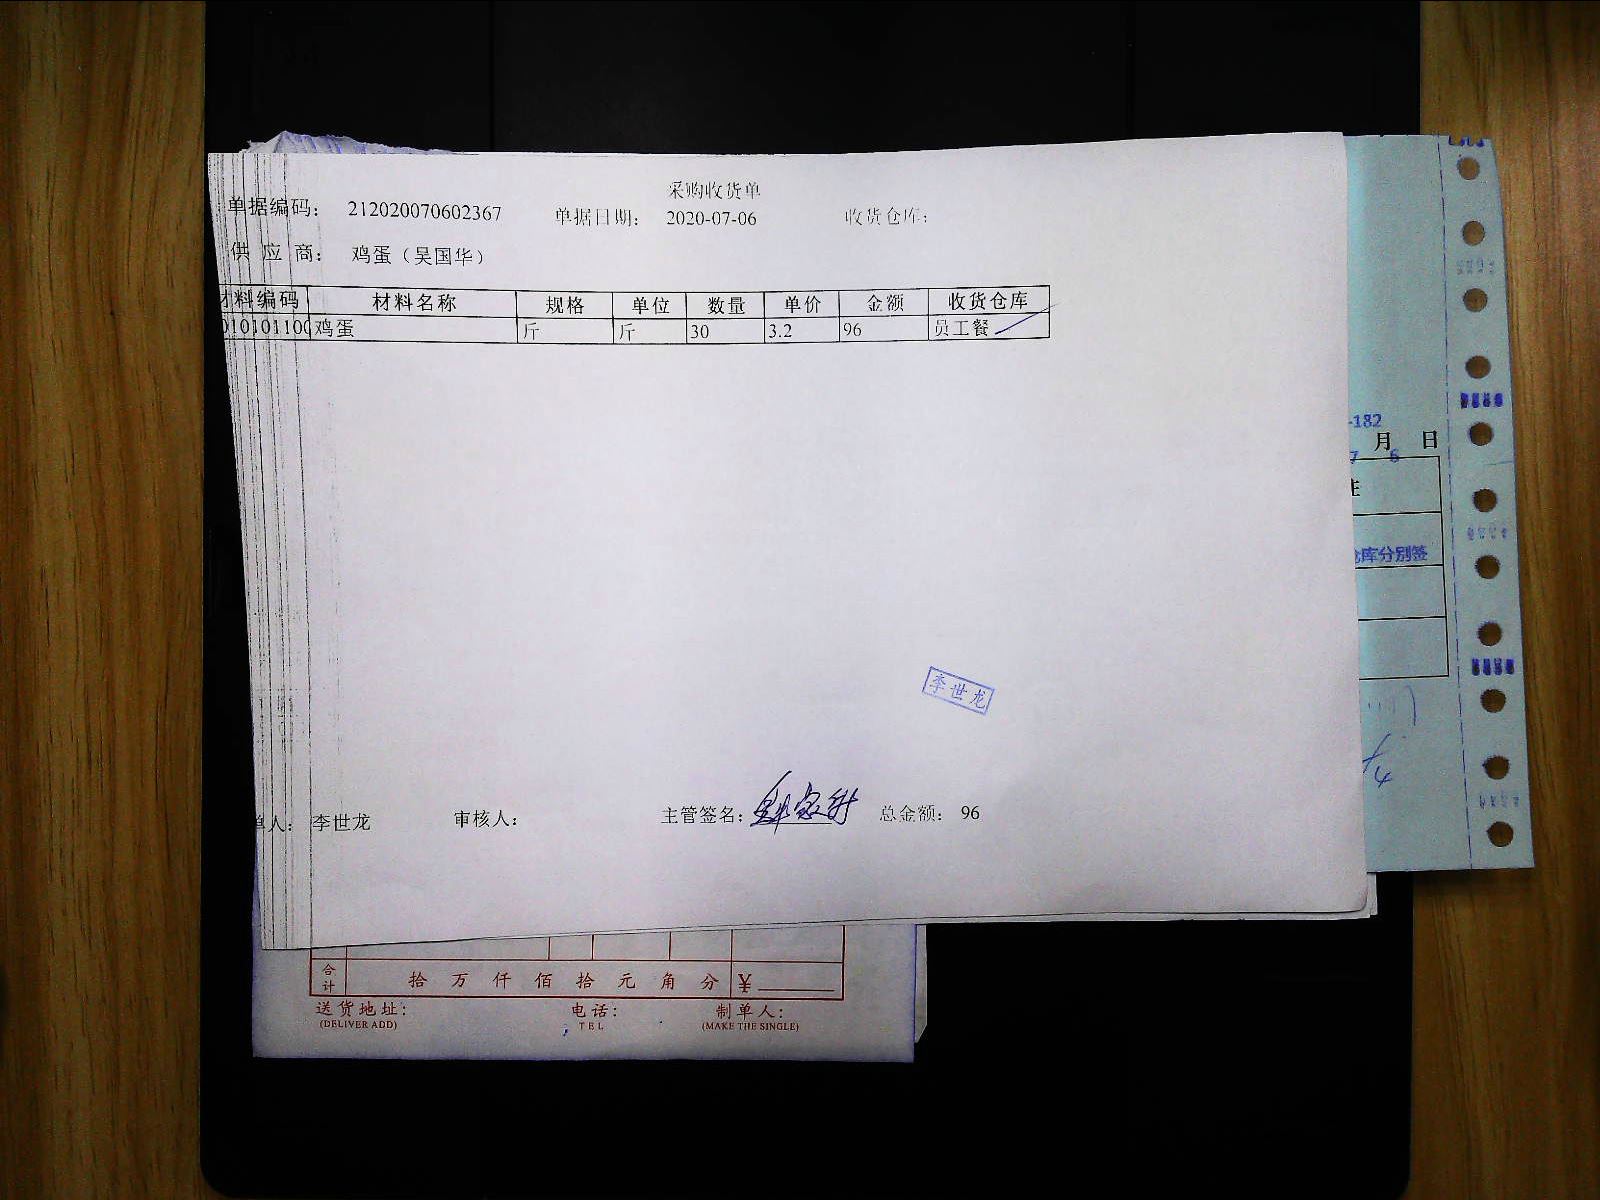 采购收货单
单据编码: 212020070602367 单据日期: 2020-07-06 收货仓库:
供应商: 鸡蛋（吴国华）
材料编码 材料名称 规格 单位 数量 单价 金额 收货仓库
鸡蛋 斤 斤 30 3.2 96 员工餐
-182
月 日
7 6
仓库分别签
李世龙
单人: 李世龙 审核人: 主管签名: 总金额: 96
合计 拾 万 仟 佰 拾 元 角 分 ¥
送货地址: 电话: 制单人:
(DELIVER ADD) TEL (MAKE THE SINGLE)